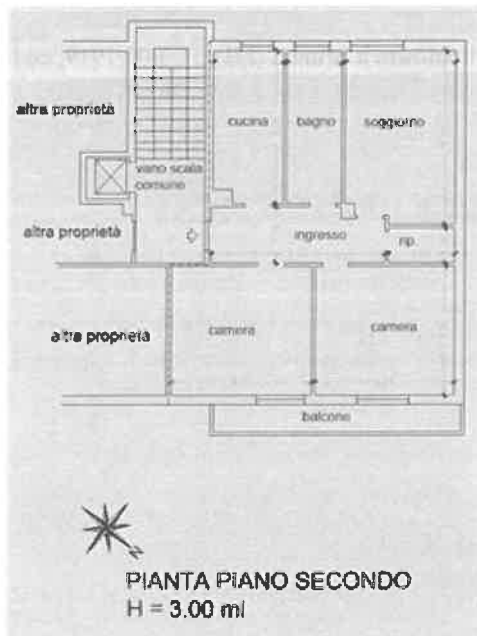 altra proprietà
cucina
bagno
soggiorno
vano scala
comune
altra proprietà
ingresso
rip.
altra proprietà
camera
camera
balcone
N
PIANTA PIANO SECONDO
H = 3.00 ml